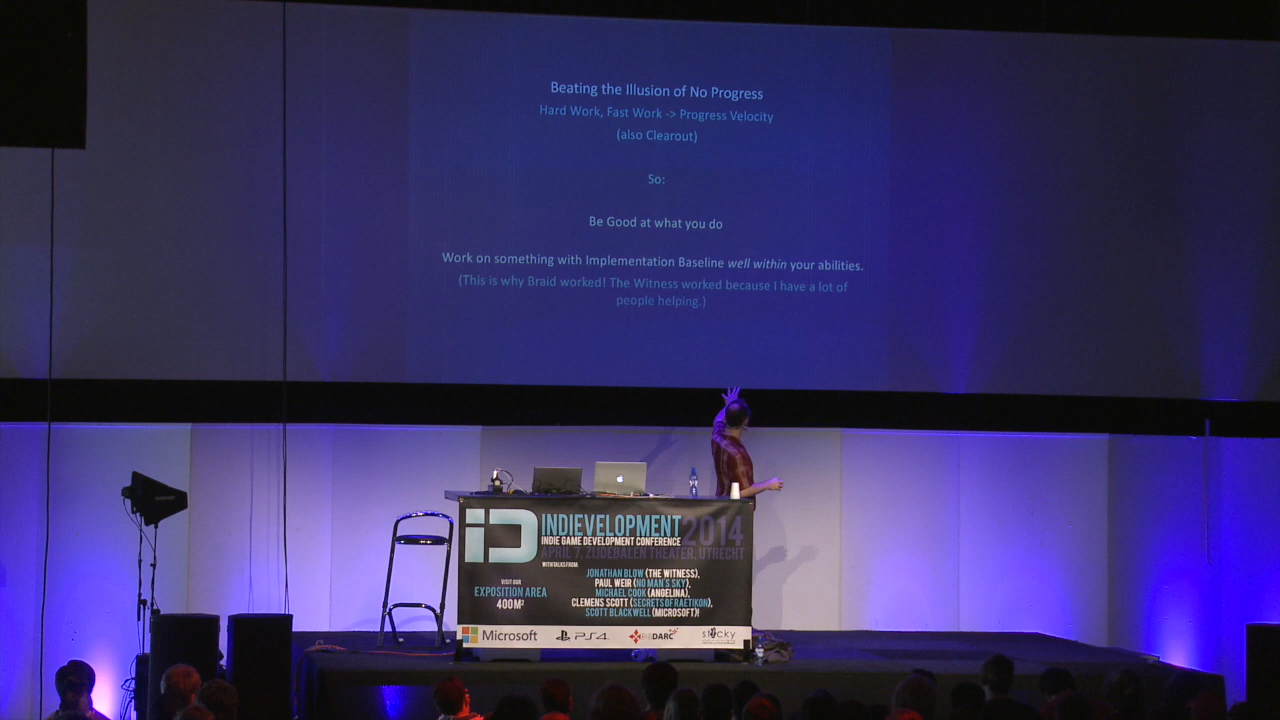 Beating the Illusion of No Progress
Hard Work, Fast Work -> Progress Velocity
(also Clearout)
So:
Be Good at what you do
Work on something with Implementation Baseline well within your abilities.
(This is why Braid worked! The Witness worked because I have a lot of
people helping.)
iD INDIEVELOPMENT 2014
INDIE GAME DEVELOPMENT CONFERENCE
APRIL 7, ZIJDEBALEN THEATER, UTRECHT
WITH TALKS FROM:
JONATHAN BLOW (THE WITNESS),
PAUL WEIR (NO MAN'S SKY),
MICHAEL COOK (ANGELINA),
CLEMENS SCOTT (SECRETS OF RAETIKON),
SCOTT BLACKWELL (MICROSOFT)!
VISIT OUR
EXPOSITION AREA
400M²
Microsoft PS4 DARC